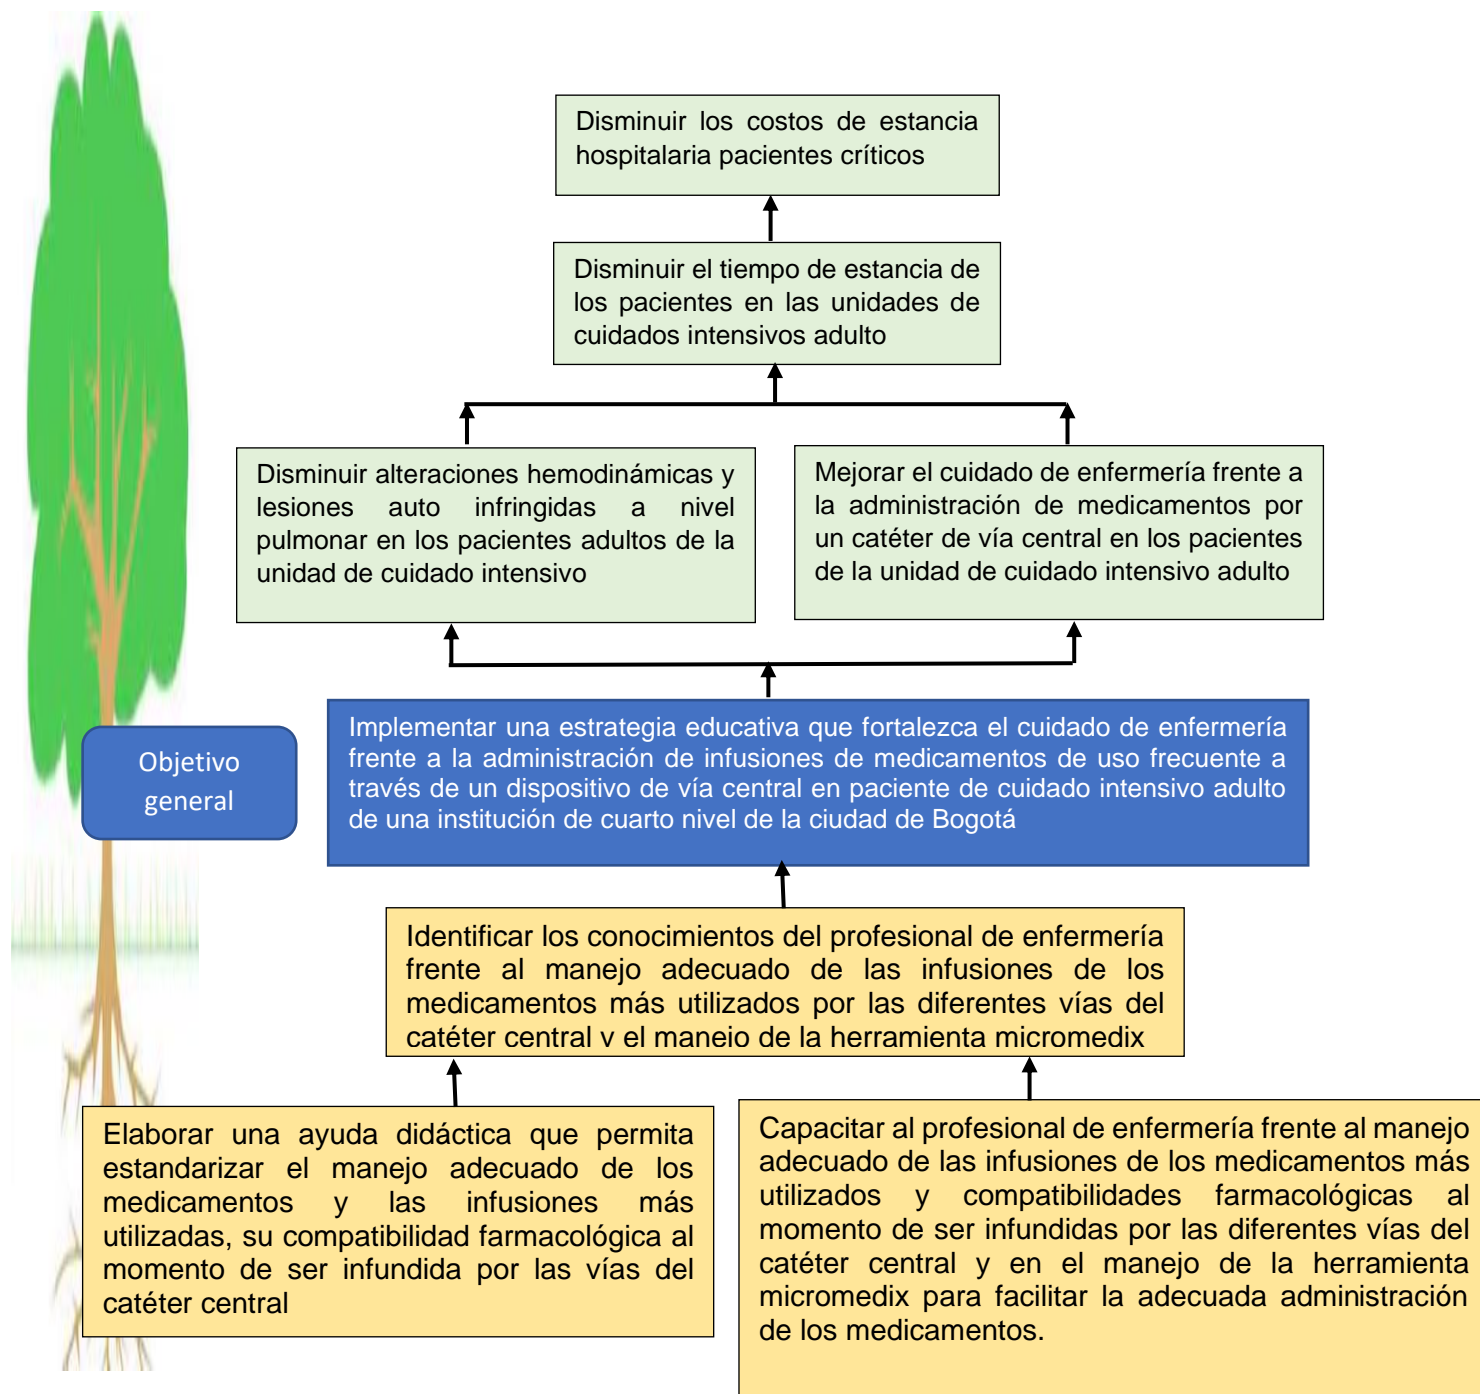 Disminuir los costos de estancia
hospitalaria pacientes críticos
Disminuir el tiempo de estancia de
los pacientes en las unidades de
cuidados intensivos adulto
Disminuir alteraciones hemodinámicas y
lesiones auto infringidas a nivel
pulmonar en los pacientes adultos de la
unidad de cuidado intensivo
Mejorar el cuidado de enfermería frente a
la administración de medicamentos por
un catéter de vía central en los pacientes
de la unidad de cuidado intensivo adulto
Objetivo
general
Implementar una estrategia educativa que fortalezca el cuidado de enfermería
frente a la administración de infusiones de medicamentos de uso frecuente a
través de un dispositivo de vía central en paciente de cuidado intensivo adulto
de una institución de cuarto nivel de la ciudad de Bogotá
Identificar los conocimientos del profesional de enfermería
frente al manejo adecuado de las infusiones de los
medicamentos más utilizados por las diferentes vías del
catéter central y el manejo de la herramienta micromedix
Elaborar una ayuda didáctica que permita
estandarizar el manejo adecuado de los
medicamentos y las infusiones más
utilizadas, su compatibilidad farmacológica al
momento de ser infundida por las vías del
catéter central
Capacitar al profesional de enfermería frente al manejo
adecuado de las infusiones de los medicamentos más
utilizados y compatibilidades farmacológicas al
momento de ser infundidas por las diferentes vías del
catéter central y en el manejo de la herramienta
micromedix para facilitar la adecuada administración
de los medicamentos.